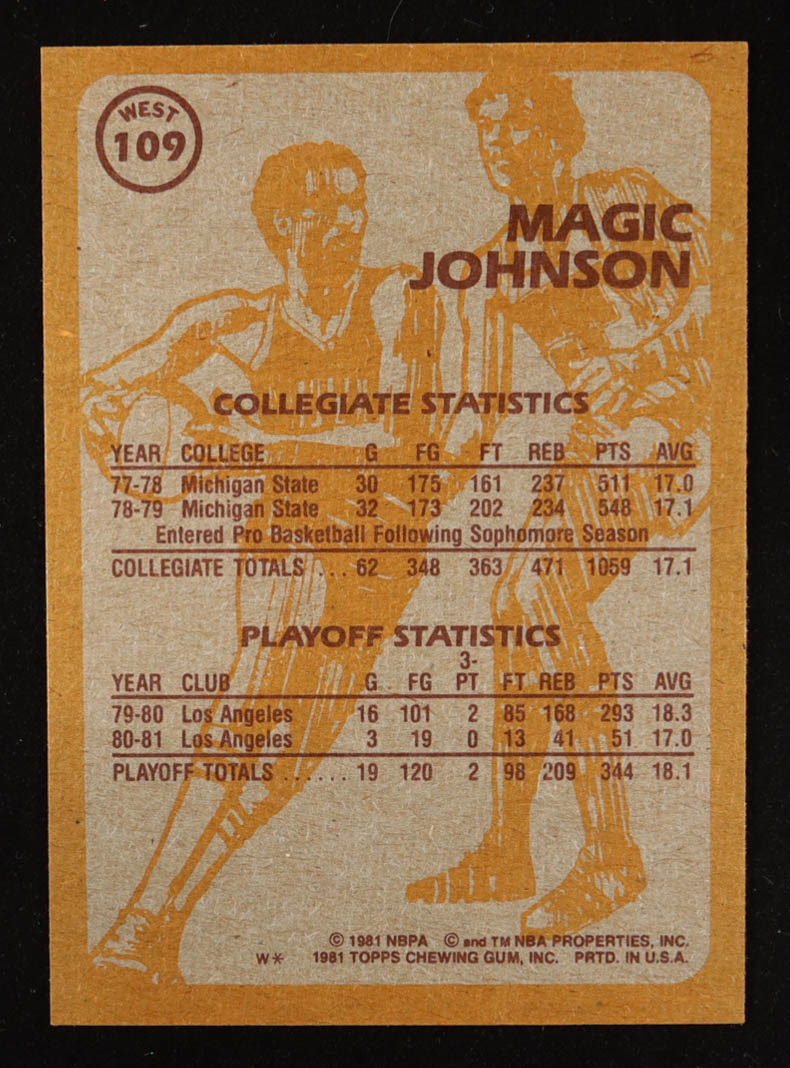 WEST
109
MAGIC
JOHNSON
COLLEGIATE STATISTICS
YEAR COLLEGE G FG FT REB PTS AVG
77-78 Michigan State 30 175 161 237 511 17.0
78-79 Michigan State 32 173 202 234 548 17.1
Entered Pro Basketball Following Sophomore Season
COLLEGIATE TOTALS ... 62 348 363 471 1059 17.1
PLAYOFF STATISTICS
3-
YEAR CLUB G FG PT FT REB PTS AVG
79-80 Los Angeles 16 101 2 85 168 293 18.3
80-81 Los Angeles 3 19 0 13 41 51 17.0
PLAYOFF TOTALS ...... 19 120 2 98 209 344 18.1
© 1981 NBPA © and TM NBA PROPERTIES, INC.
W* 1981 TOPPS CHEWING GUM, INC. PRTD. IN U.S.A.